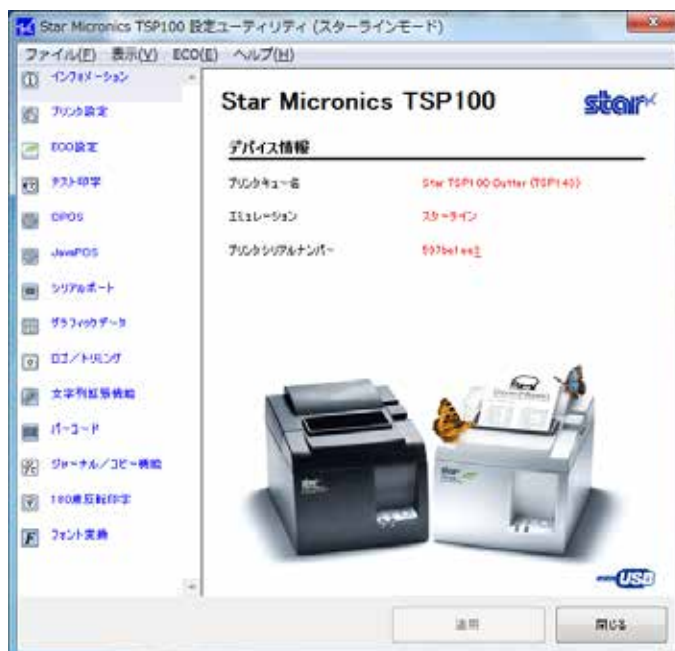 Star Micronics TSP100 設定ユーティリティ (スターラインモード)
ファイル(F) 表示(V) ECO(E) ヘルプ(H)
インフォメーション
プリンタ設定
ECO設定
テスト印字
OPOS
JavaPOS
シリアルポート
グラフィックデータ
ロゴ/トリミング
文字列拡張機能
バーコード
ジャーナル/コピー機能
180度反転印字
フォント変換
Star Micronics TSP100
star
デバイス情報
プリンタキュー名 Star TSP100 Cutter (TSP143)
エミュレーション スターライン
プリンタシリアルナンバー
star
USB
適用 閉じる